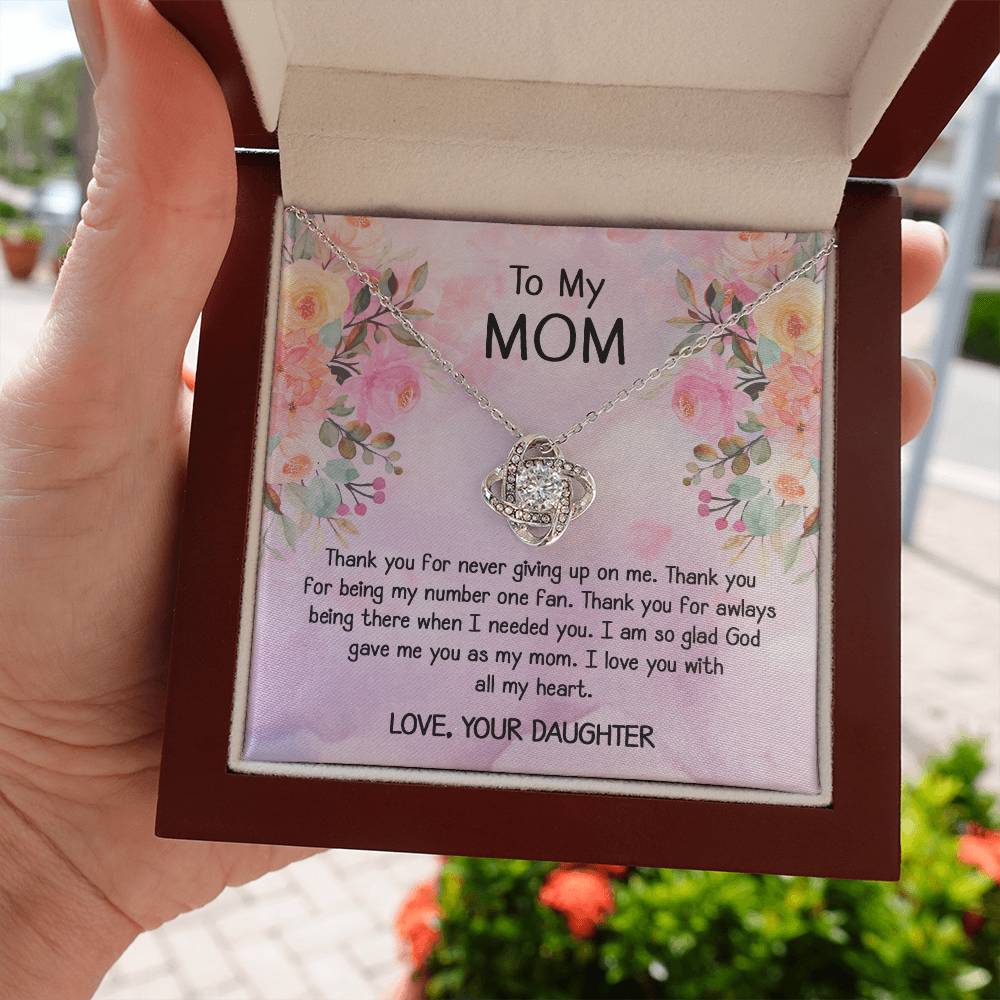 To My
MOM
Thank you for never giving up on me. Thank you
for being my number one fan. Thank you for awlays
being there when I needed you. I am so glad God
gave me you as my mom. I love you with
all my heart.
LOVE, YOUR DAUGHTER